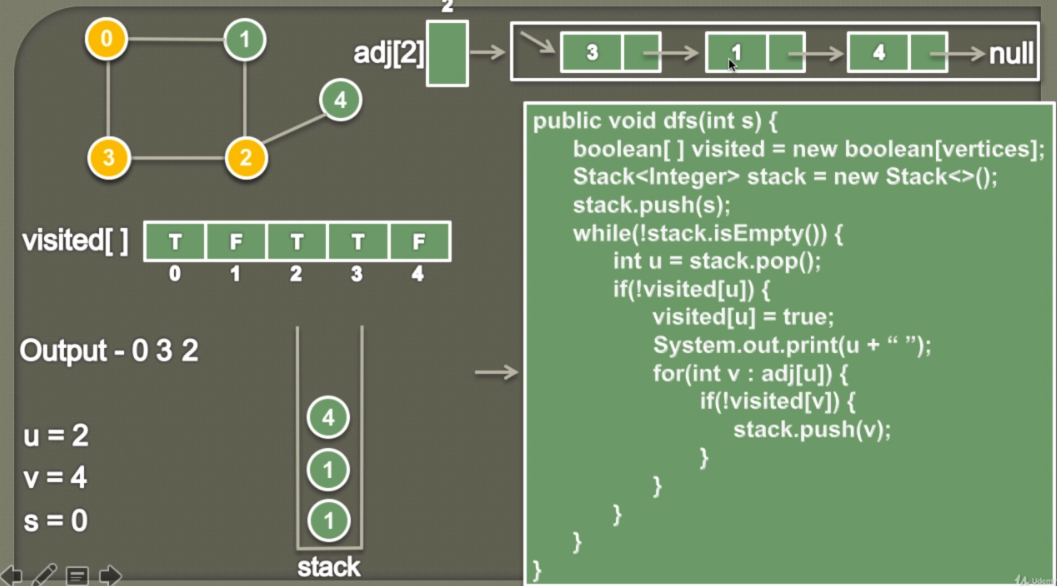 2
0 1
adj[2] 3 1 4 null
4
3 2
public void dfs(int s) {
boolean[ ] visited = new boolean[vertices];
Stack<Integer> stack = new Stack<>();
stack.push(s);
while(!stack.isEmpty()) {
int u = stack.pop();
if(!visited[u]) {
visited[u] = true;
System.out.print(u + “ ”);
for(int v : adj[u]) {
if(!visited[v]) {
stack.push(v);
}
}
}
}
}
visited[ ] T F T T F
0 1 2 3 4
Output - 0 3 2
u = 2
v = 4
s = 0
4
1
1
stack
Udemy